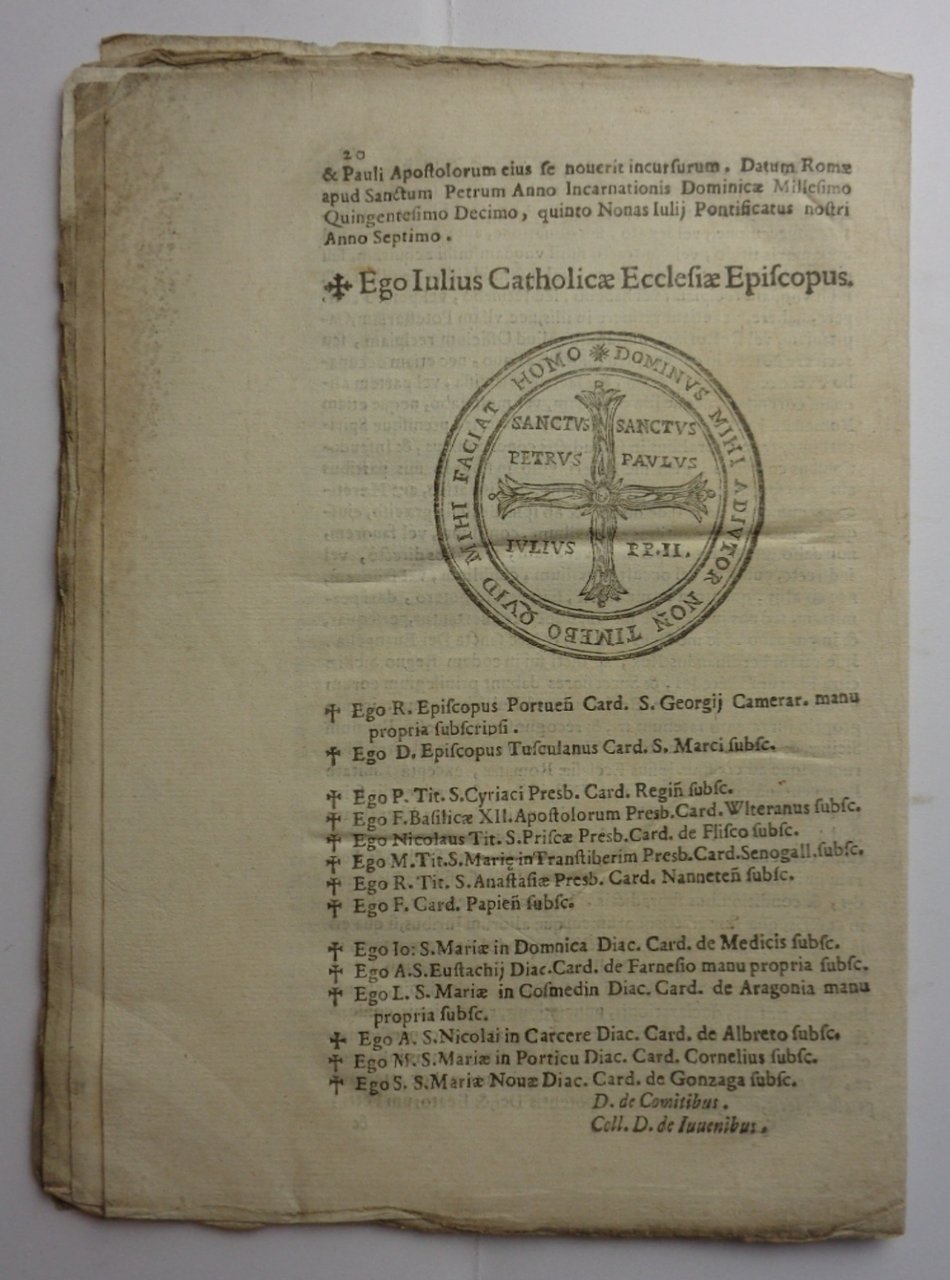 20
& Pauli Apoſtolorum eius ſe nouerit incurſurum. Datum Romæ
apud Sanctum Petrum Anno Incarnationis Dominicæ Milleſimo
Quingenteſimo Decimo, quinto Nonas Iulij Pontificatus noſtri
Anno Septimo.
✠ Ego Iulius Catholicæ Eccleſiæ Epiſcopus.
DOMINVS MIHI ADIVTOR NON TIMEBO QVID MIHI FACIAT HOMO
SANCTVS SANCTVS
PETRVS PAVLVS
IVLIVS PP.II.
✝ Ego R. Epiſcopus Portueñ Card. S. Georgij Camerar. manu
propria ſubſcripſi.
✝ Ego D. Epiſcopus Tuſculanus Card. S. Marci ſubſc.
✝ Ego P. Tit. S.Cyriaci Presb. Card. Regiñ ſubſc.
✝ Ego F.Baſilicæ XII.Apoſtolorum Presb.Card.Vvlteranus ſubſc.
✝ Ego Nicolaus Tit. S.Priſcæ Presb.Card. de Fliſco ſubſc.
✝ Ego M.Tit.S.Marię in Tranſtiberim Presb.Card.Senogall.ſubſc.
✝ Ego R. Tit. S. Anaſtaſiæ Presb. Card. Nanneteñ ſubſc.
✝ Ego F. Card. Papieñ ſubſc.
✝ Ego Io: S.Mariæ in Domnica Diac. Card. de Medicis ſubſc.
✝ Ego A.S.Euſtachij Diac.Card. de Farneſio manu propria ſubſc.
✝ Ego L. S. Mariæ in Coſmedin Diac. Card. de Aragonia manu
propria ſubſc.
✝ Ego A. S.Nicolai in Carcere Diac. Card. de Albreto ſubſc.
✝ Ego M. S.Mariæ in Porticu Diac. Card. Cornelius ſubſc.
✝ Ego S. S.Mariæ Nouæ Diac. Card. de Gonzaga ſubſc.
D. de Comitibus.
Coll. D. de Iuuenibus.